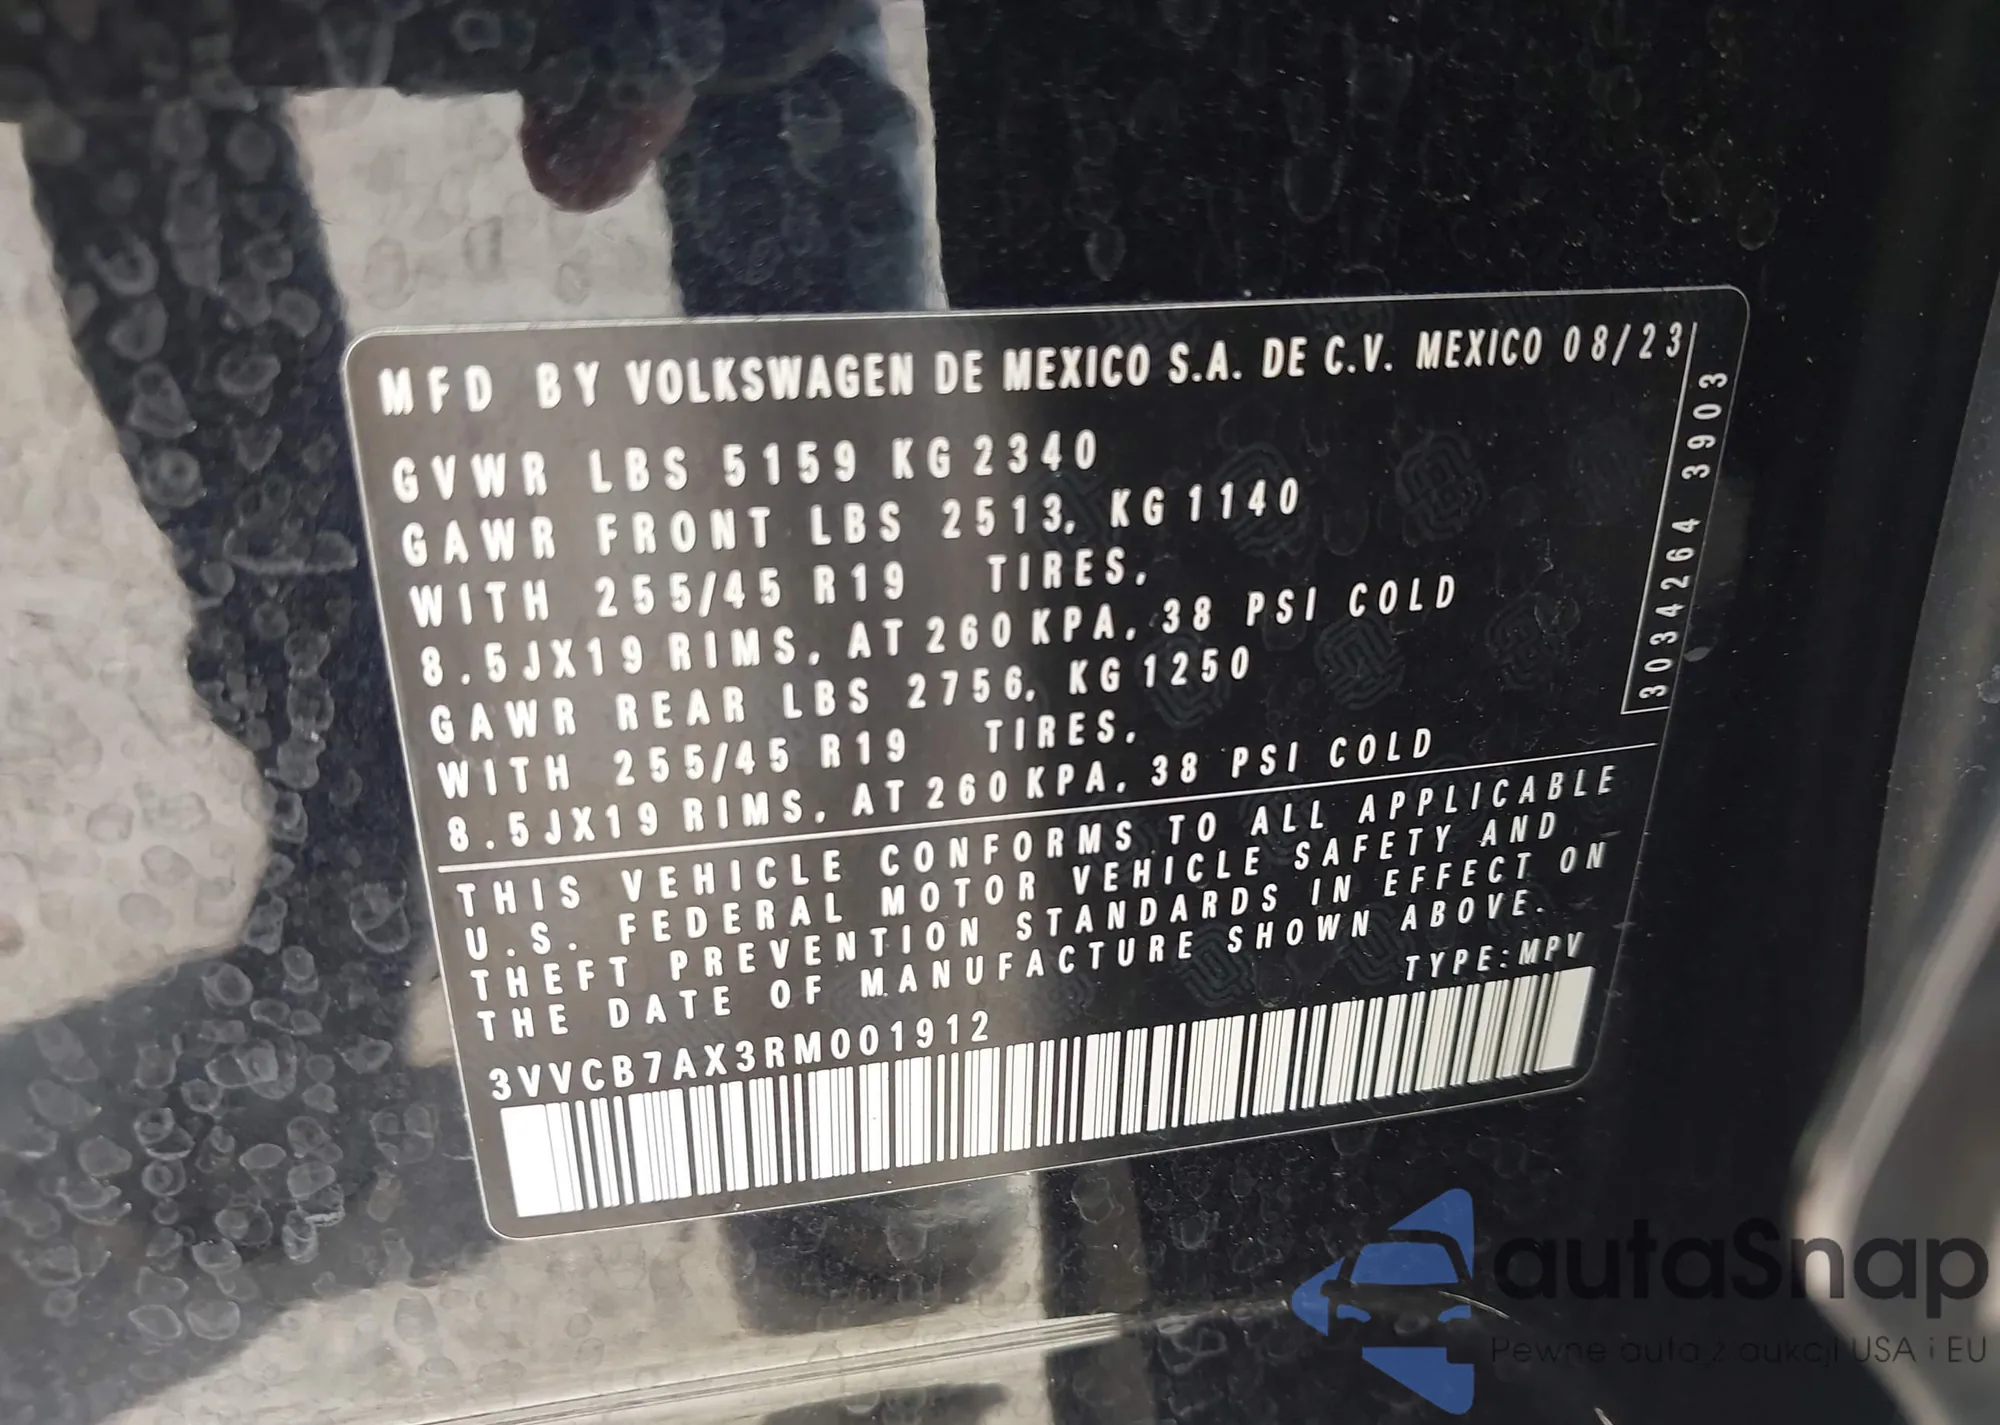 MFD BY VOLKSWAGEN DE MEXICO S.A. DE C.V. MEXICO 08/23
GVWR LBS 5159 KG 2340
GAWR FRONT LBS 2513, KG 1140
WITH 255/45 R19 TIRES,
8.5JX19 RIMS, AT 260 KPA, 38 PSI COLD
GAWR REAR LBS 2756, KG 1250
WITH 255/45 R19 TIRES,
8.5JX19 RIMS, AT 260 KPA, 38 PSI COLD
3034264 3903
THIS VEHICLE CONFORMS TO ALL APPLICABLE
U.S. FEDERAL MOTOR VEHICLE SAFETY AND
THEFT PREVENTION STANDARDS IN EFFECT ON
THE DATE OF MANUFACTURE SHOWN ABOVE.
TYPE:MPV
3VVCB7AX3RM001912
autaSnap
Pewne auta z aukcji USA i EU